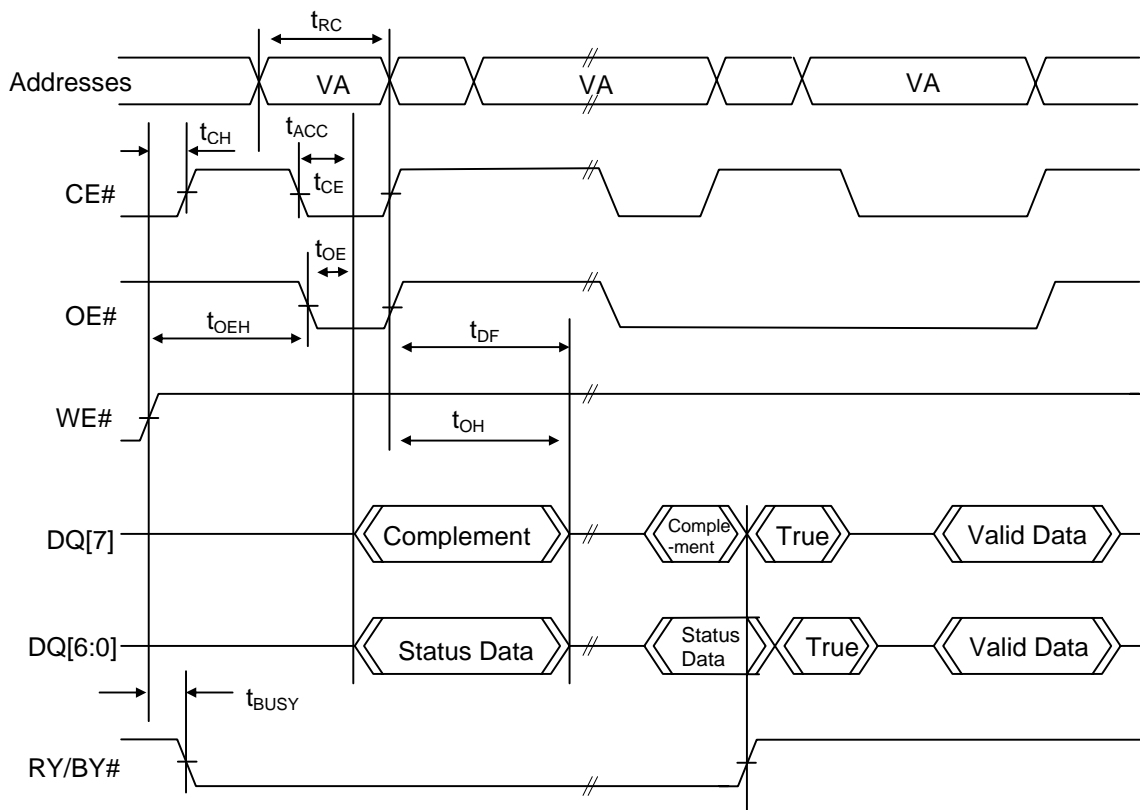 tRC
Addresses VA VA VA
tCH tACC
CE# tCE
tOE
OE#
tOEH tDF
WE#
tOH
DQ[7] Complement Comple
-ment True Valid Data
DQ[6:0] Status Data Status
Data True Valid Data
tBUSY
RY/BY#